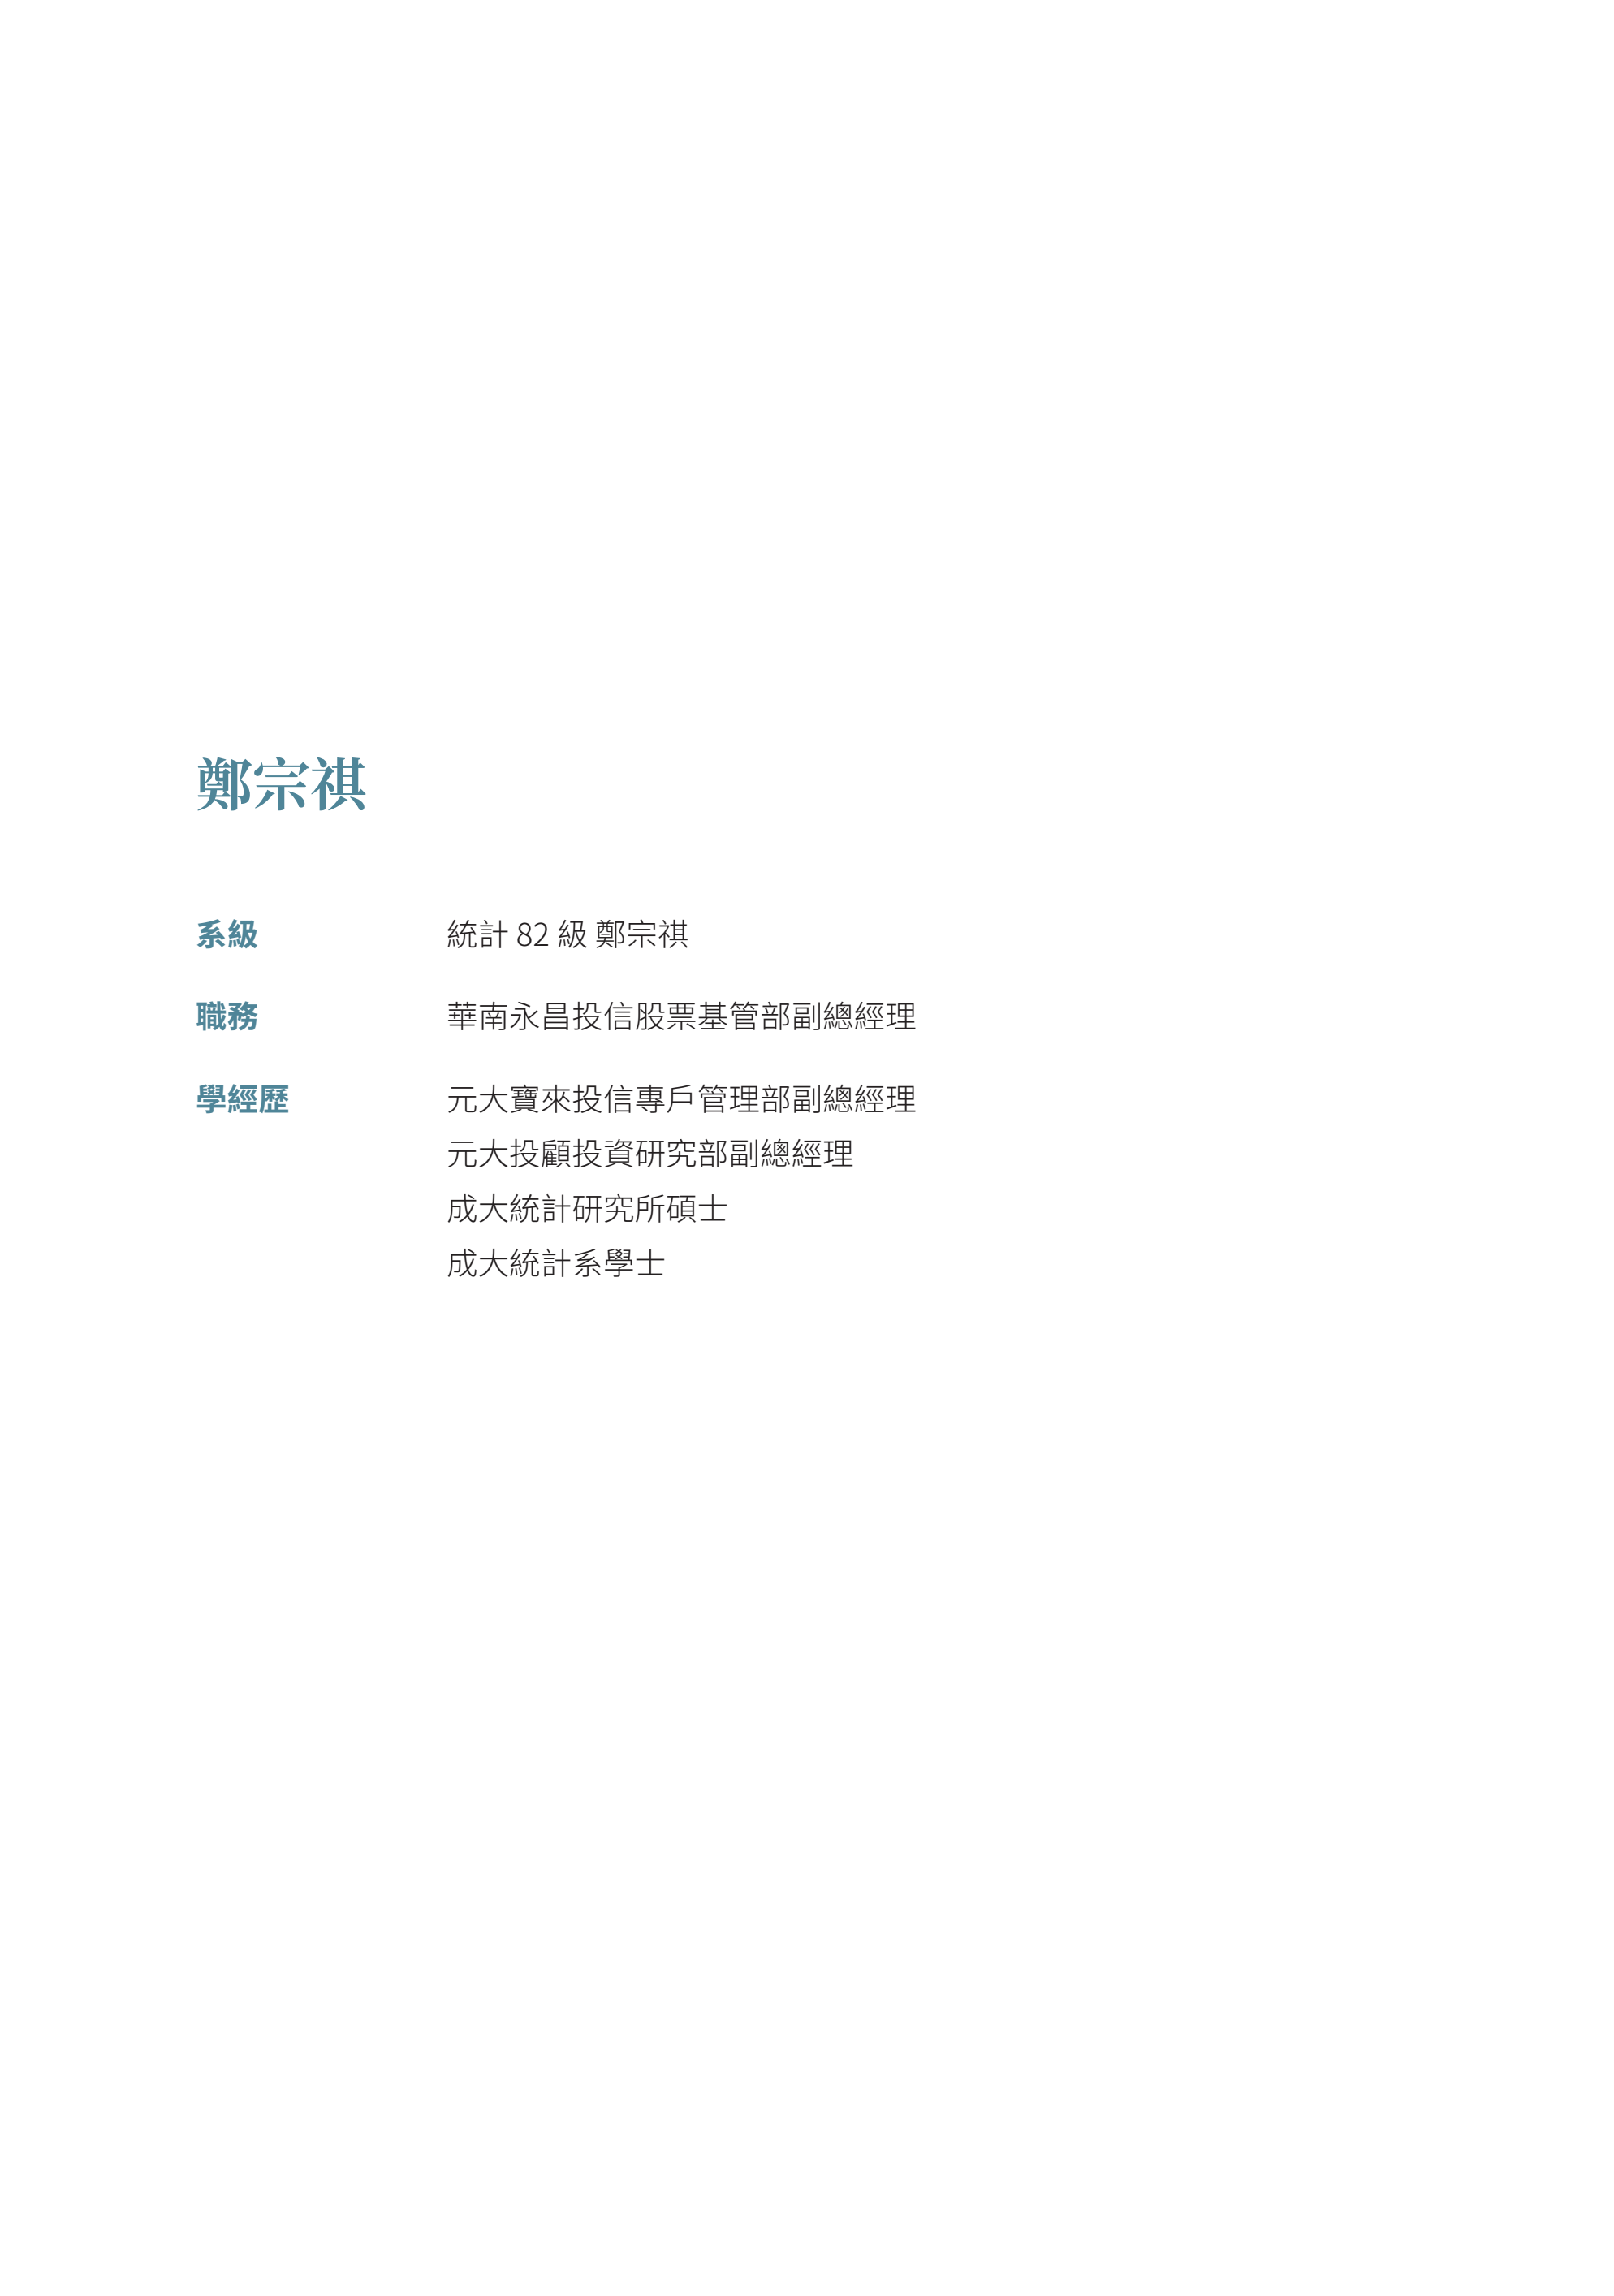 鄭宗祺
系級 統計 82 級 鄭宗祺
職務 華南永昌投信股票基管部副總經理
學經歷 元大寶來投信專戶管理部副總經理
元大投顧投資研究部副總經理
成大統計研究所碩士
成大統計系學士